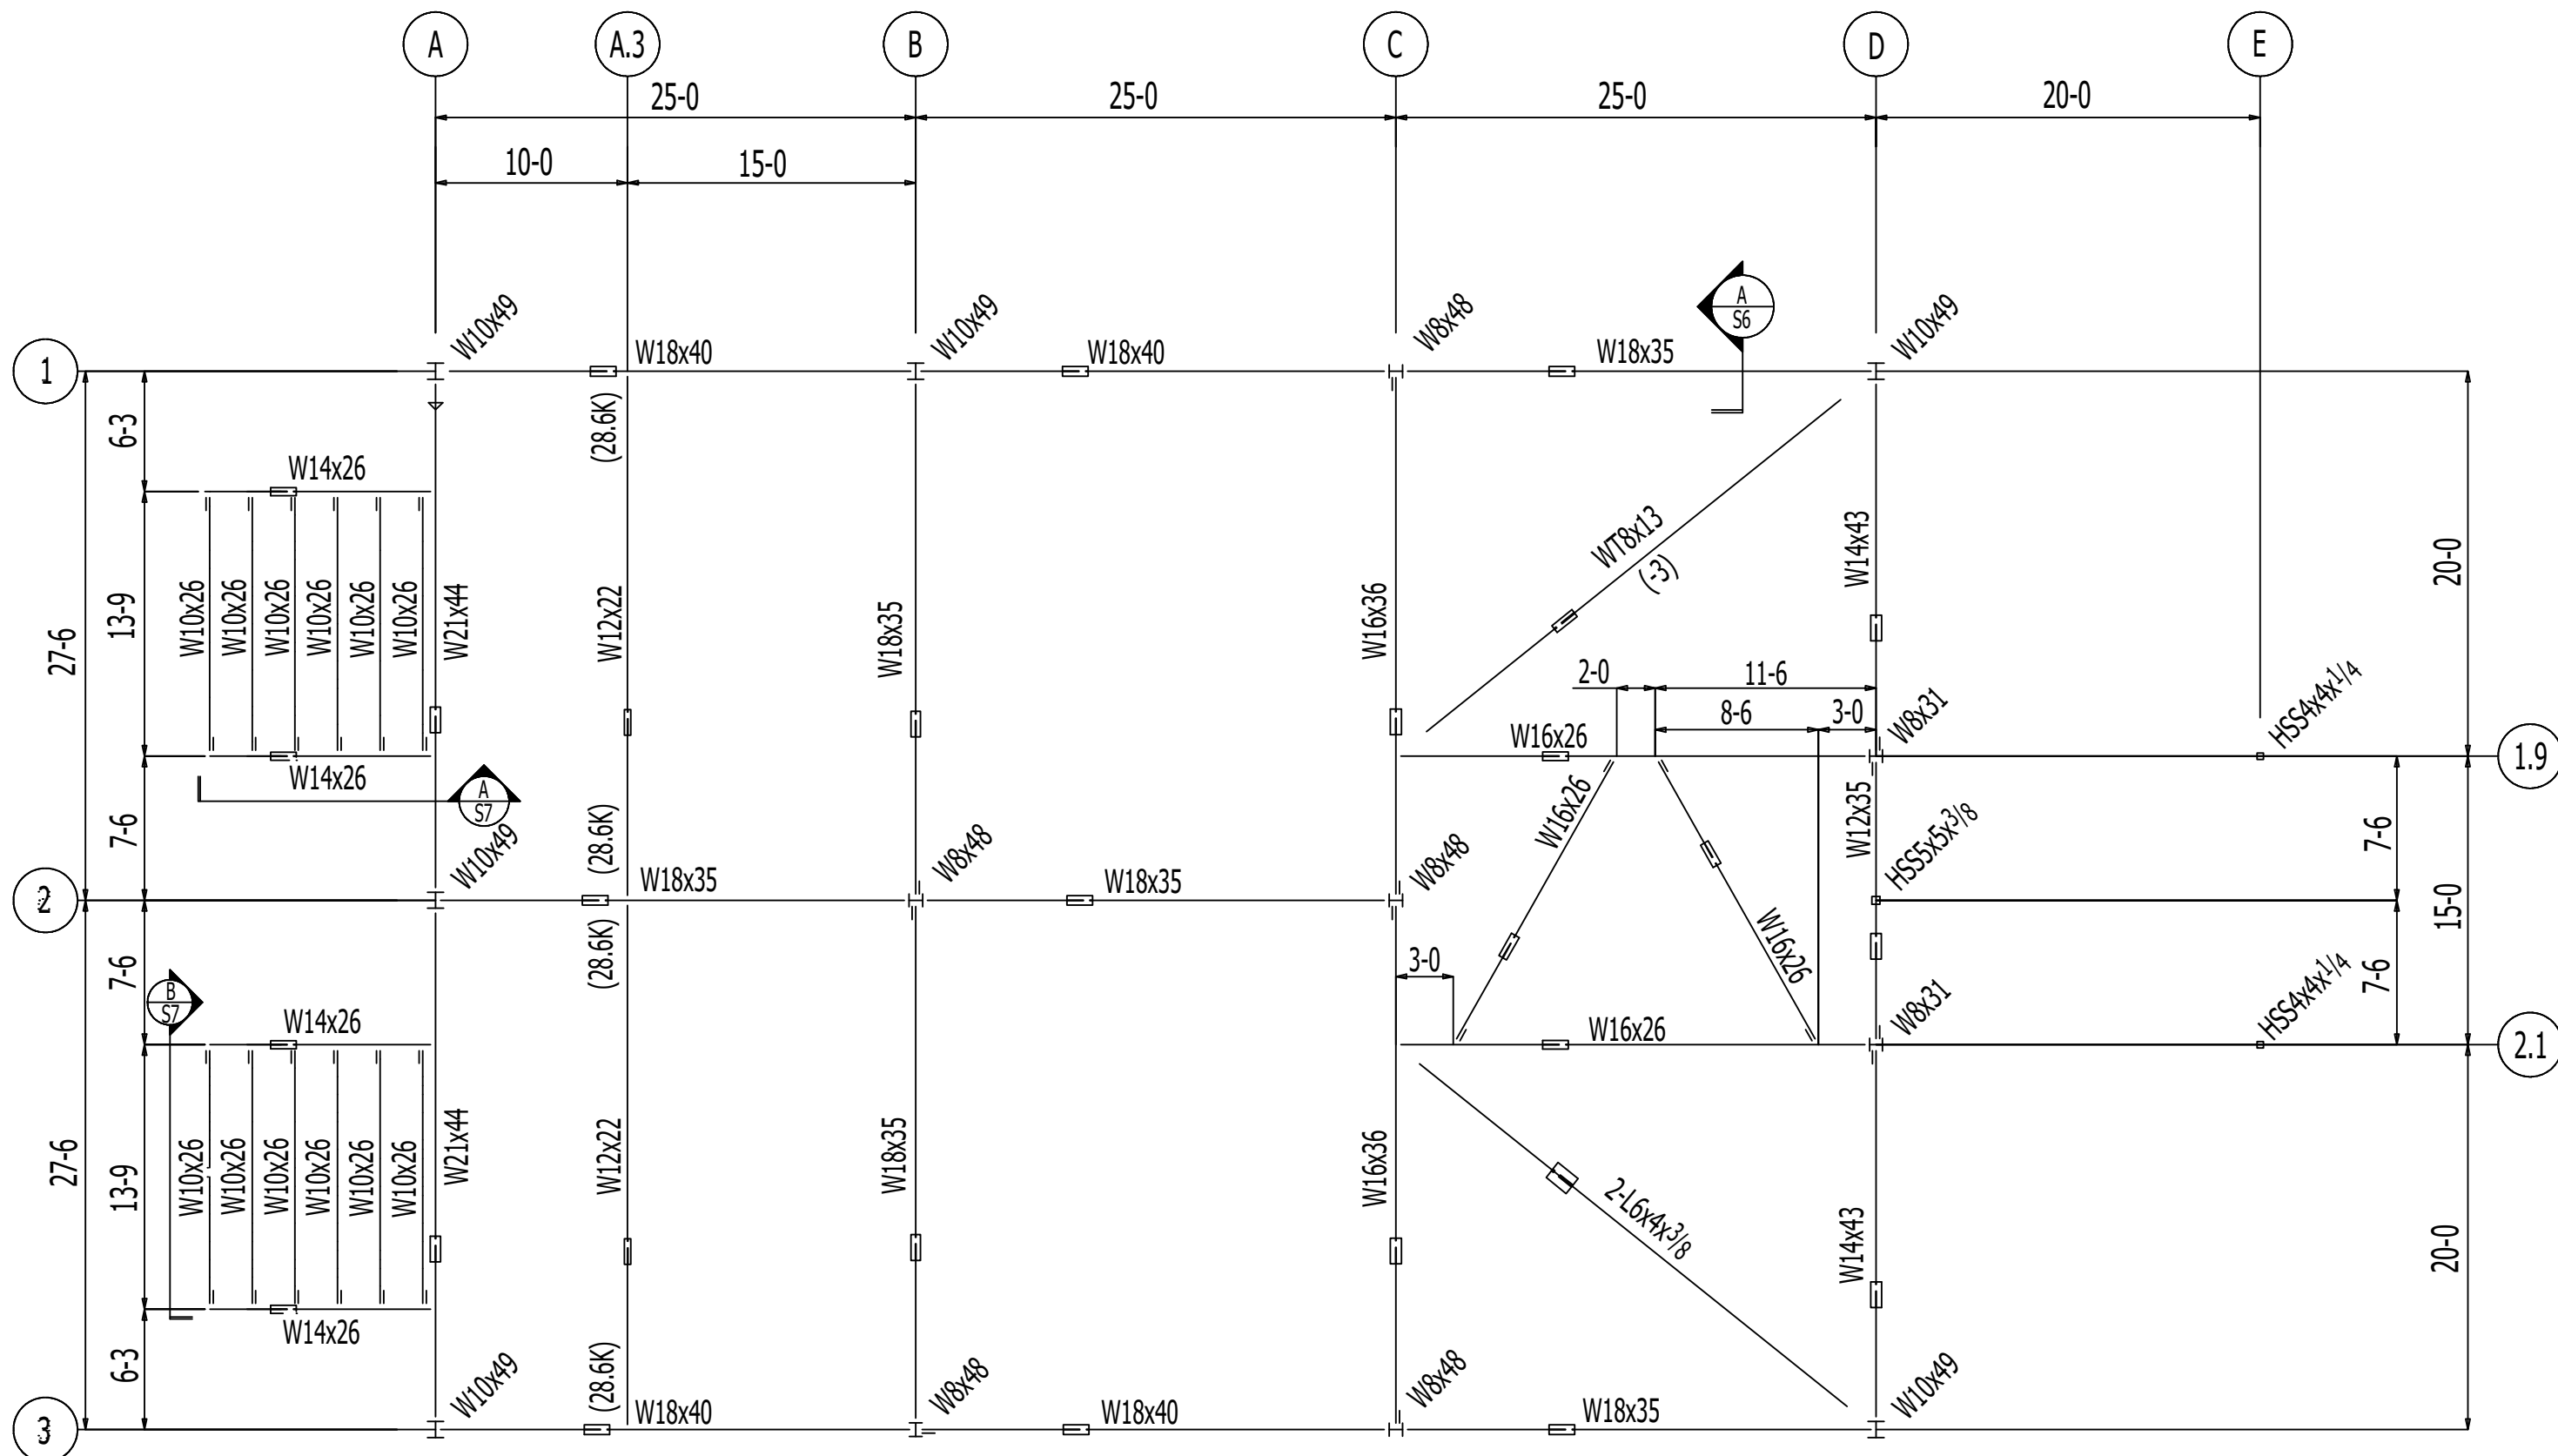 A
A.3
B
C
D
E
25-0
25-0
25-0
20-0
10-0
15-0
W10x49
W10x49
W8x48
A
S6
W10x49
1
W18x40
W18x40
W18x35
6-3
(28.6K)
W14x26
WT8x13
(-3)
W14x43
20-0
27-6
13-9
W10x26
W10x26
W10x26
W10x26
W10x26
W10x26
W21x44
W12x22
W18x35
W16x36
2-0
11-6
8-6
3-0
W8x31
HSS4x4x1/4
W16x26
1.9
W14x26
A
S7
7-6
W10x49
(28.6K)
W8x48
W8x48
W16x26
W12x35
HSS5x5x3/8
7-6
2
W18x35
W18x35
15-0
7-6
(28.6K)
3-0
W16x26
7-6
B
S7
W14x26
W16x26
W8x31
HSS4x4x1/4
2.1
27-6
13-9
W10x26
W10x26
W10x26
W10x26
W10x26
W10x26
W21x44
W12x22
W18x35
W16x36
2-L6x4x3/8
W14x43
20-0
W14x26
6-3
W10x49
(28.6K)
W8x48
W8x48
W10x49
3
W18x40
W18x40
W18x35